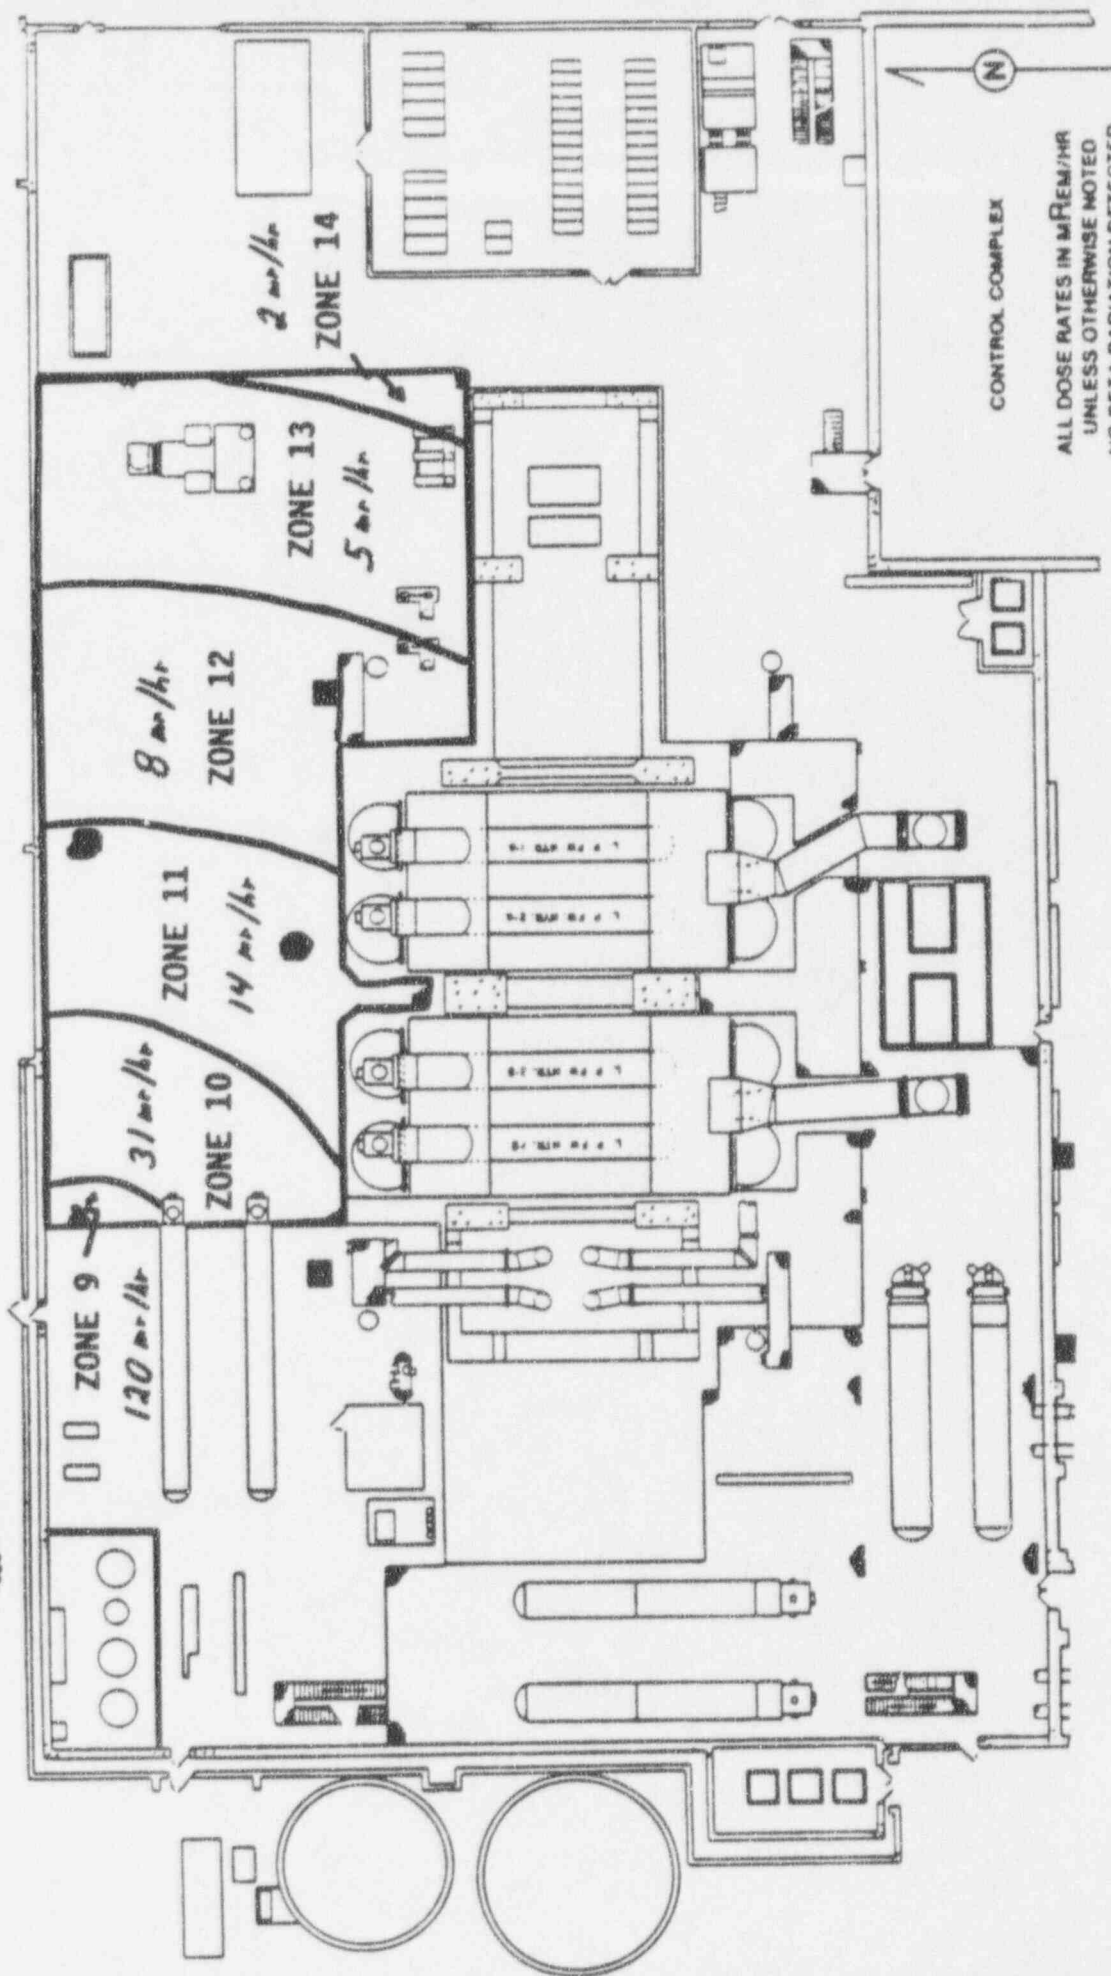 ZONE 9
120 mr/hr
31 mr/hr
ZONE 10
ZONE 11
14 mr/hr
8 mr/hr
ZONE 12
ZONE 13
5 mr/hr
2 mr/hr
ZONE 14
N
CONTROL COMPLEX
ALL DOSE RATES IN MREM/HR
UNLESS OTHERWISE NOTED